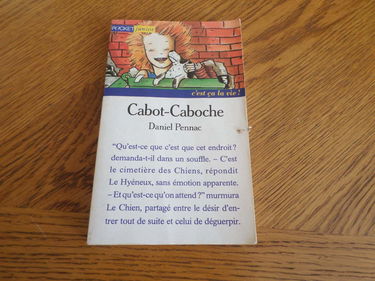 POCKET junior
c'est ça la vie !
Cabot-Caboche
Daniel Pennac
"Qu'est-ce que c'est que cet endroit ?
demanda-t-il dans un souffle. – C'est
le cimetière des Chiens, répondit
Le Hyéneux, sans émotion apparente.
– Et qu'est-ce qu'on attend ?" murmura
Le Chien, partagé entre le désir d'en-
trer tout de suite et celui de déguerpir.